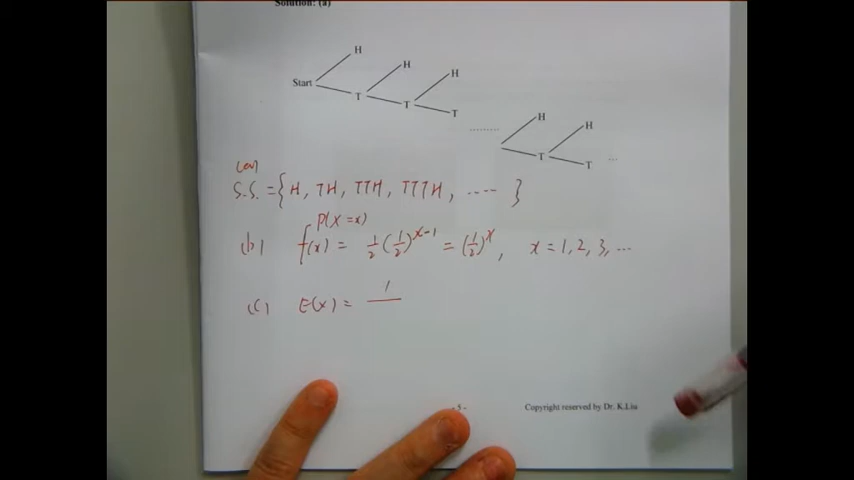 Solution: (a)
H
H
Start
H
T
T
T
H
H
T
T
(a)
S.S. = { H, TH, TTH, TTTH, ..... }
P(X = x)
(b) f(x) = 1/2 (1/2)^x-1 = (1/2)^x, x = 1, 2, 3, ...
(c) E(X) = 1
- 5 -
Copyright reserved by Dr. K.Liu